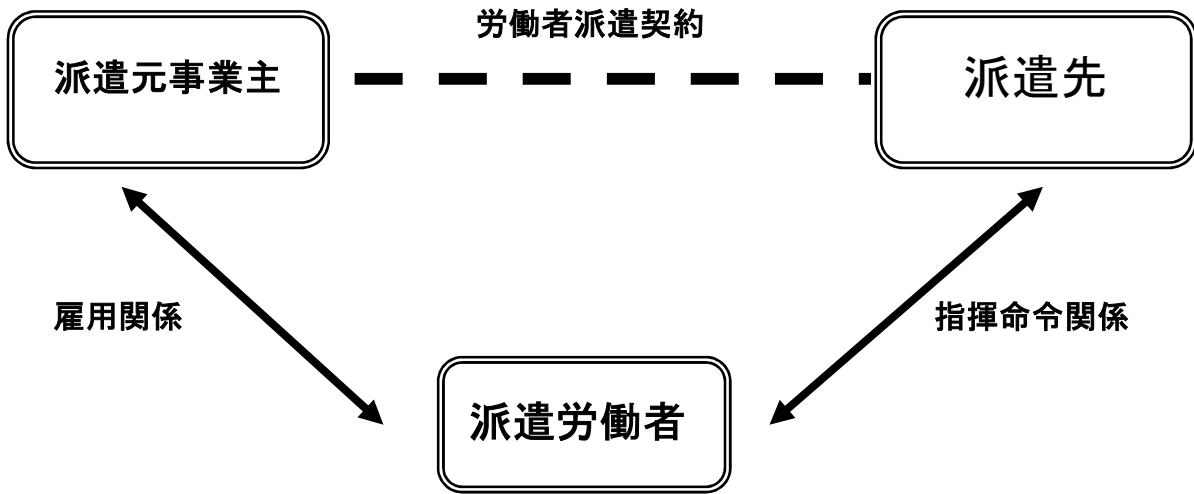 労働者派遣契約
派遣元事業主
派遣先
雇用関係
指揮命令関係
派遣労働者